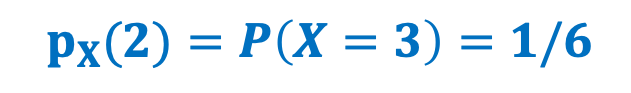 pX(2) = P(X = 3) = 1/6